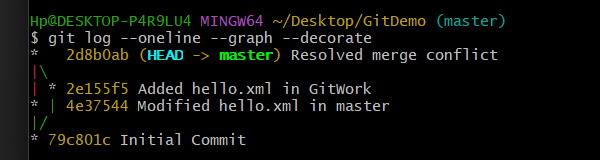 Hp@DESKTOP-P4R9LU4 MINGW64 ~/Desktop/GitDemo (master)
$ git log --oneline --graph --decorate
*   2d8b0ab (HEAD -> master) Resolved merge conflict
|\
| * 2e155f5 Added hello.xml in GitWork
* | 4e37544 Modified hello.xml in master
|/
* 79c801c Initial Commit